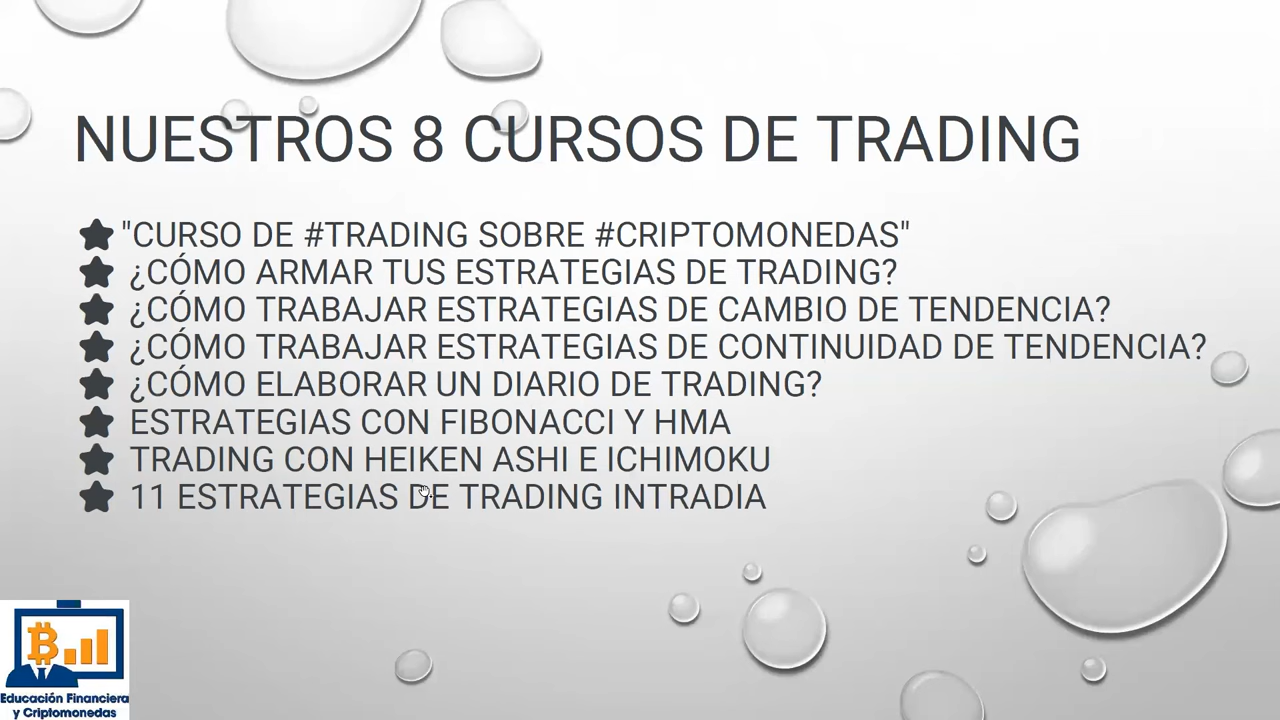 NUESTROS 8 CURSOS DE TRADING
"CURSO DE #TRADING SOBRE #CRIPTOMONEDAS"
¿CÓMO ARMAR TUS ESTRATEGIAS DE TRADING?
¿CÓMO TRABAJAR ESTRATEGIAS DE CAMBIO DE TENDENCIA?
¿CÓMO TRABAJAR ESTRATEGIAS DE CONTINUIDAD DE TENDENCIA?
¿CÓMO ELABORAR UN DIARIO DE TRADING?
ESTRATEGIAS CON FIBONACCI Y HMA
TRADING CON HEIKEN ASHI E ICHIMOKU
11 ESTRATEGIAS DE TRADING INTRADIA
Educación Financiera
y Criptomonedas